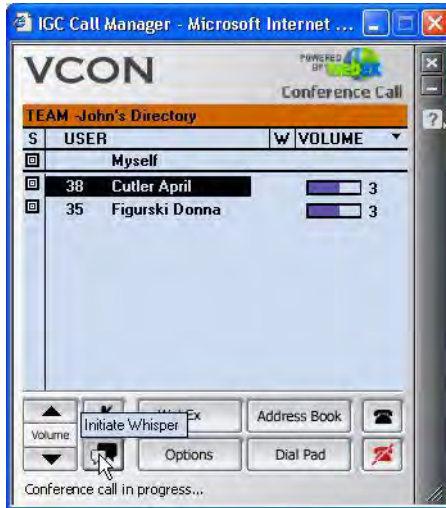 IGC Call Manager - Microsoft Internet ...
VCON
POWERED
BY
Conference Call
TEAM -John's Directory
S USER W VOLUME
Myself
38 Cutler April 3
35 Figurski Donna 3
Address Book
Volume
Initiate Whisper
Options Dial Pad
Conference call in progress...